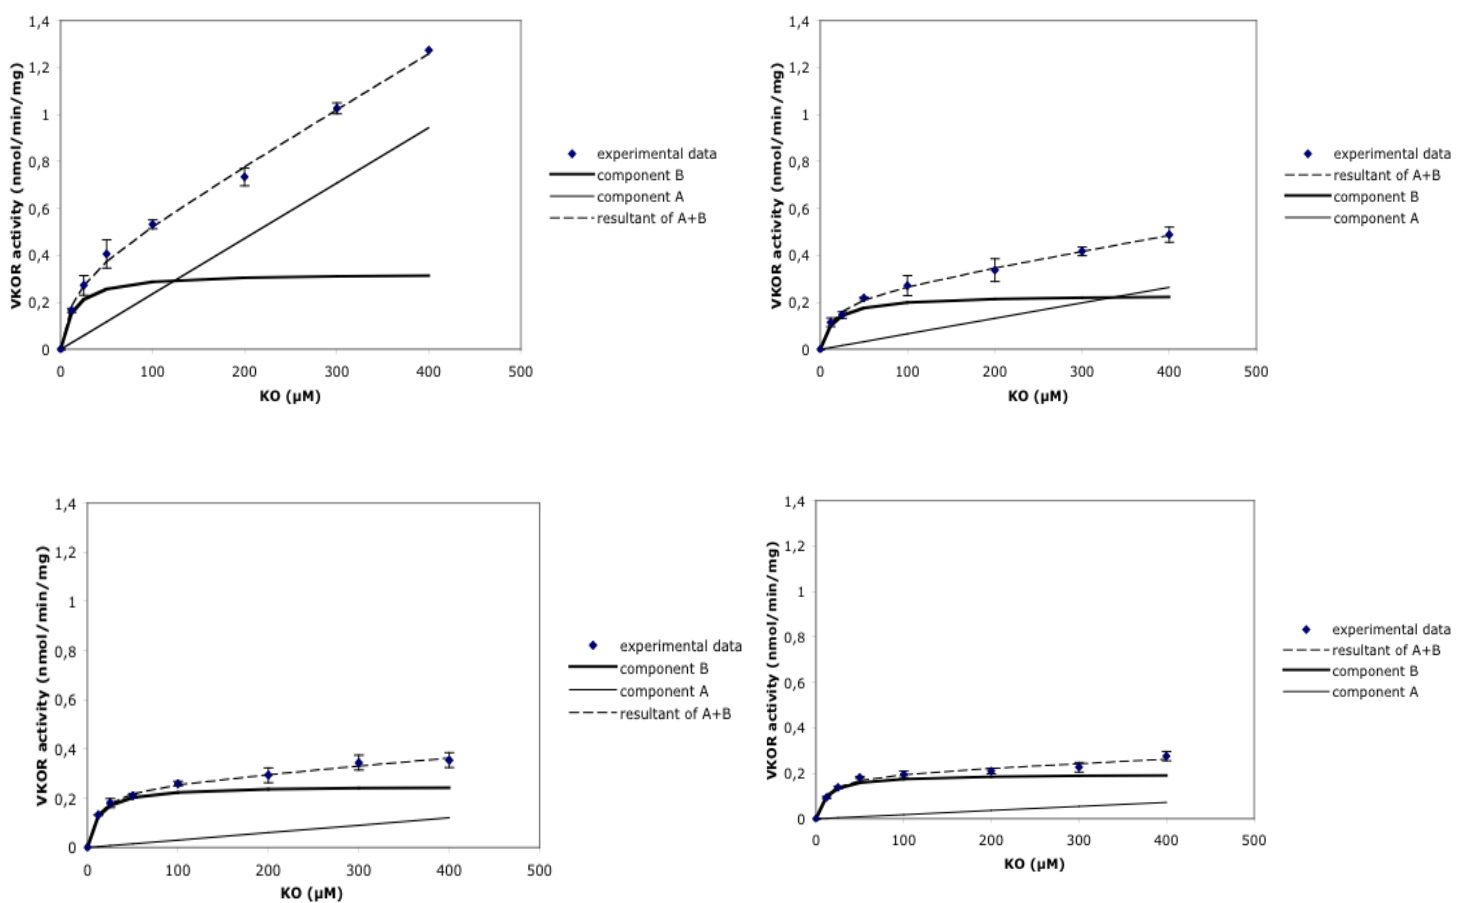 1,4
1,2
1
0,8
0,6
0,4
0,2
0
VKOR activity (nmol/min/mg)
0 100 200 300 400 500
KO (µM)
experimental data
component B
component A
resultant of A+B
1,4
1,2
1
0,8
0,6
0,4
0,2
0
VKOR activity (nmol/min/mg)
0 100 200 300 400 500
KO (µM)
experimental data
resultant of A+B
component B
component A
1,4
1,2
1
0,8
0,6
0,4
0,2
0
VKOR activity (nmol/min/mg)
0 100 200 300 400 500
KO (µM)
experimental data
component B
component A
resultant of A+B
1,4
1,2
1
0,8
0,6
0,4
0,2
0
VKOR activity (nmol/min/mg)
0 100 200 300 400 500
KO (µM)
experimental data
resultant of A+B
component B
component A